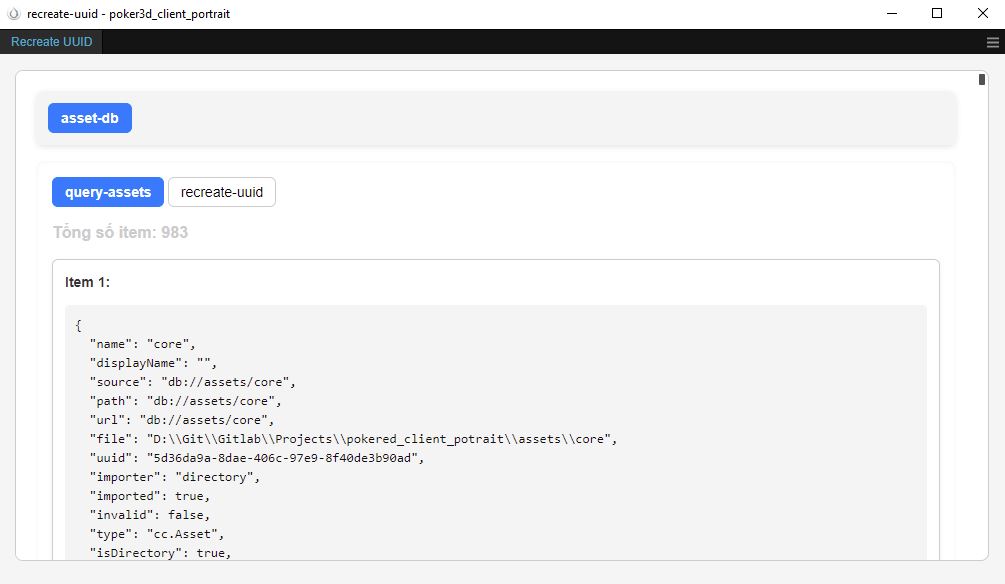 recreate-uuid - poker3d_client_portrait
Recreate UUID
asset-db
query-assets recreate-uuid
Tổng số item: 983
Item 1:
{
"name": "core",
"displayName": "",
"source": "db://assets/core",
"path": "db://assets/core",
"url": "db://assets/core",
"file": "D:\\Git\\Gitlab\\Projects\\pokered_client_potrait\\assets\\core",
"uuid": "5d36da9a-8dae-406c-97e9-8f40de3b90ad",
"importer": "directory",
"imported": true,
"invalid": false,
"type": "cc.Asset",
"isDirectory": true,